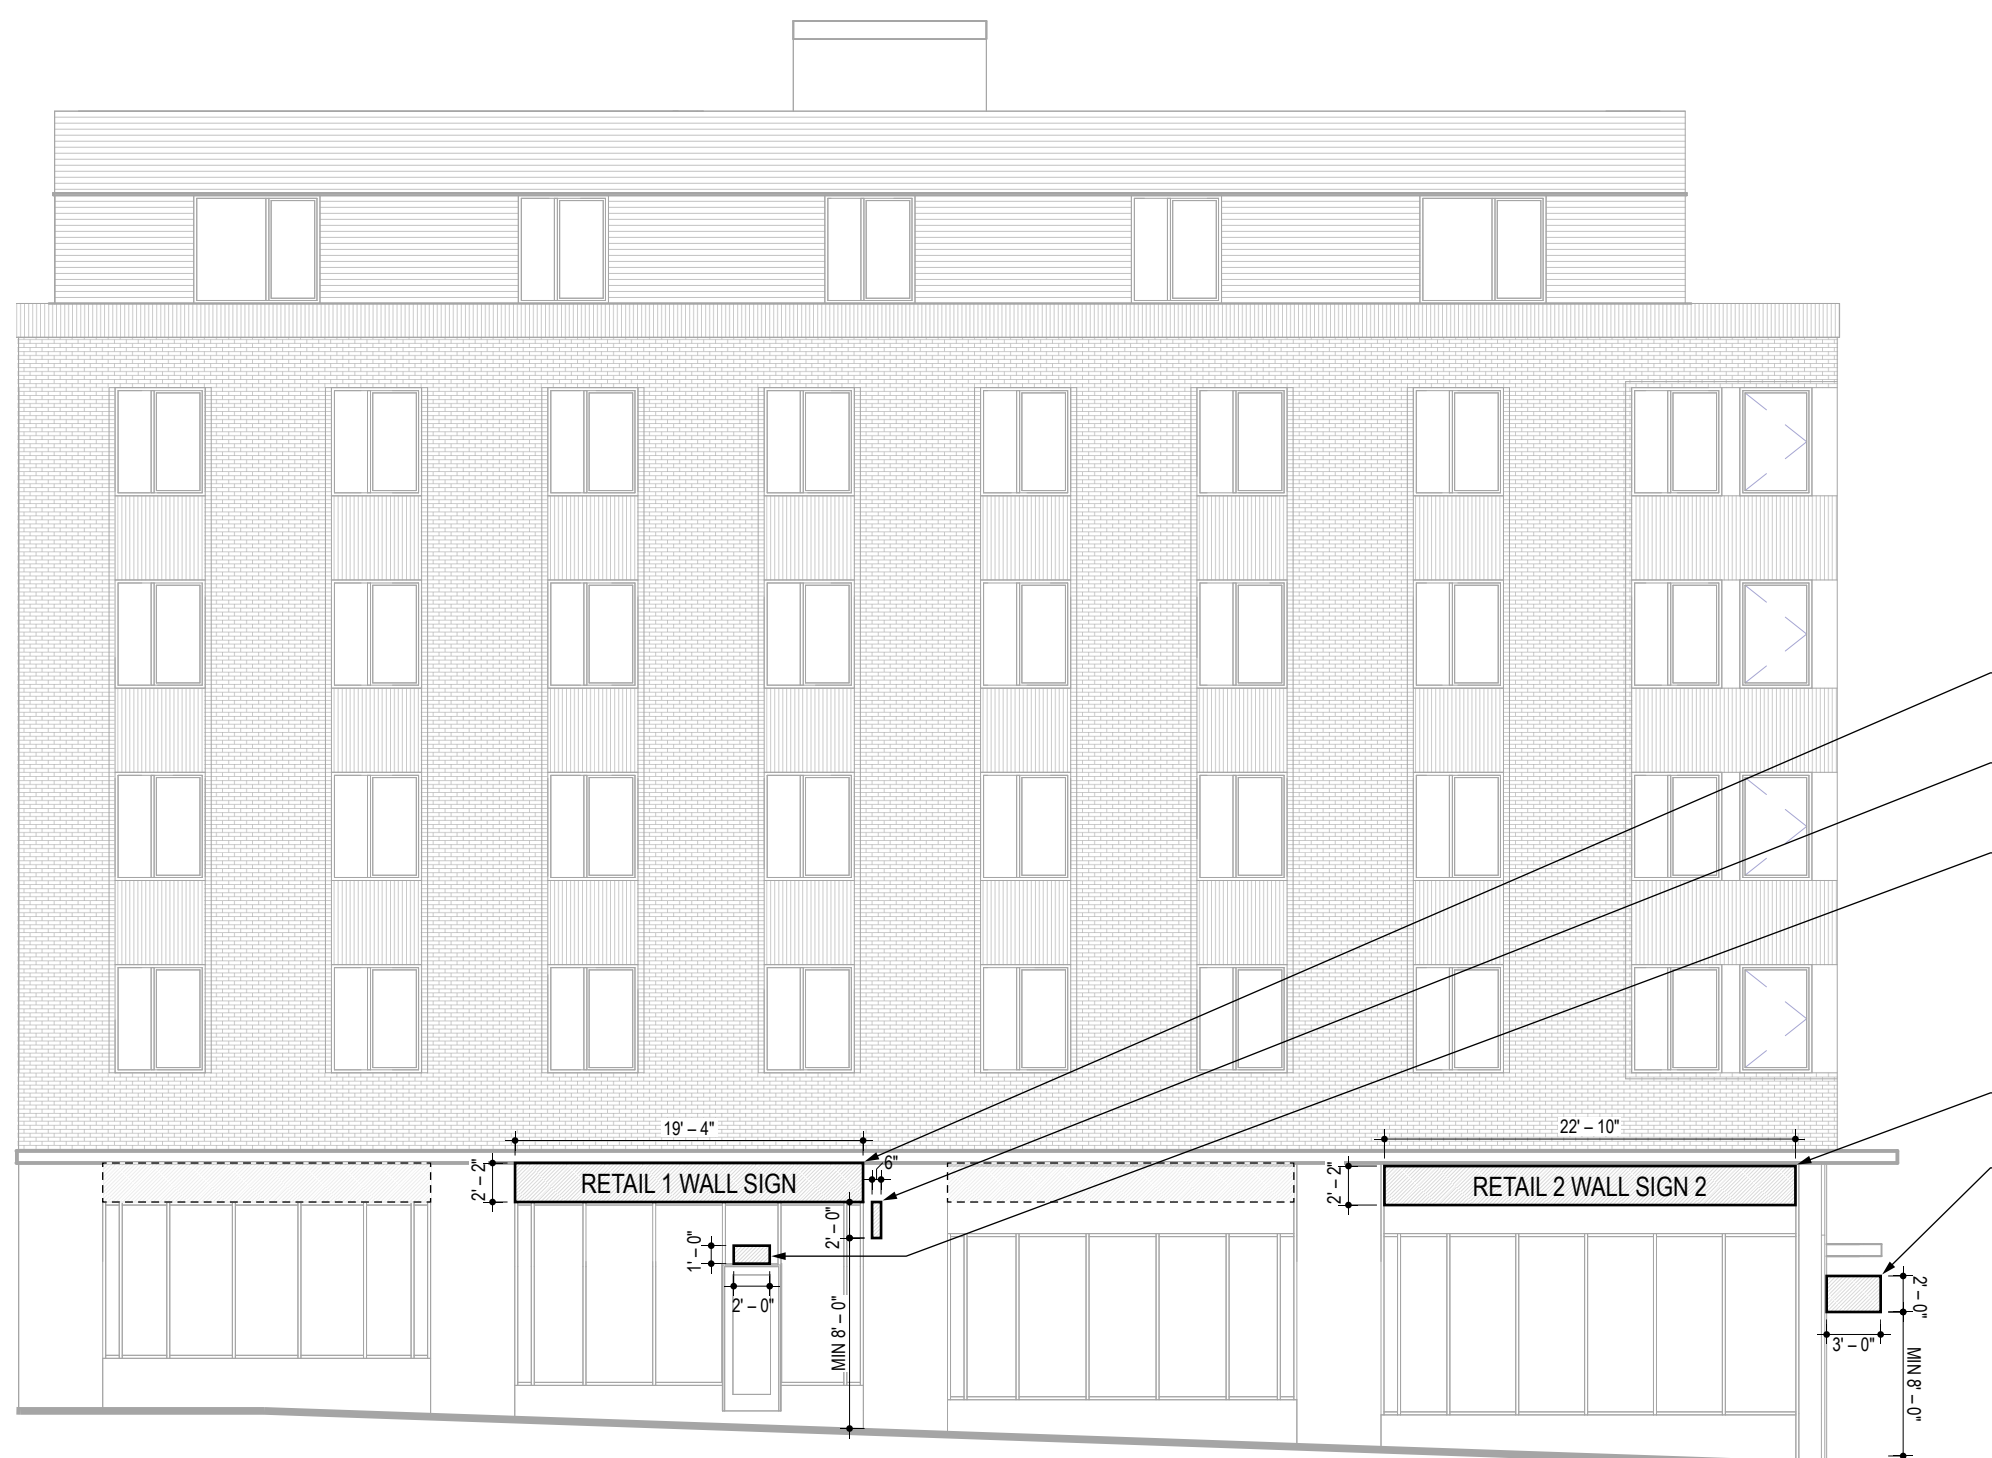 19' – 4"
22' – 10"
2' – 2"
RETAIL 1 WALL SIGN
6"
2' – 2"
RETAIL 2 WALL SIGN 2
2' – 0"
1' – 0"
2' – 0"
MIN 8' – 0"
2' – 0"
3' – 0"
MIN 8' – 0"